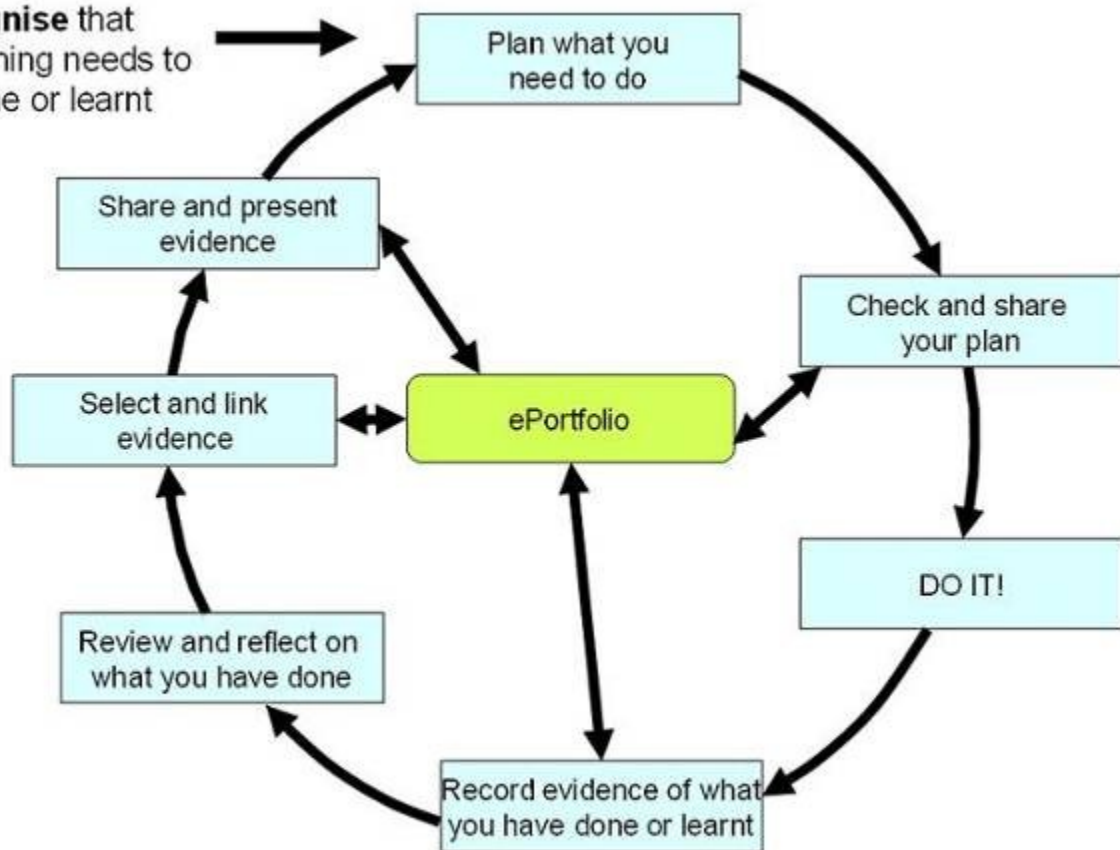 nise that
ning needs to
e or learnt
Plan what you
need to do
Share and present
evidence
Check and share
your plan
Select and link
evidence
ePortfolio
DO IT!
Review and reflect on
what you have done
Record evidence of what
you have done or learnt